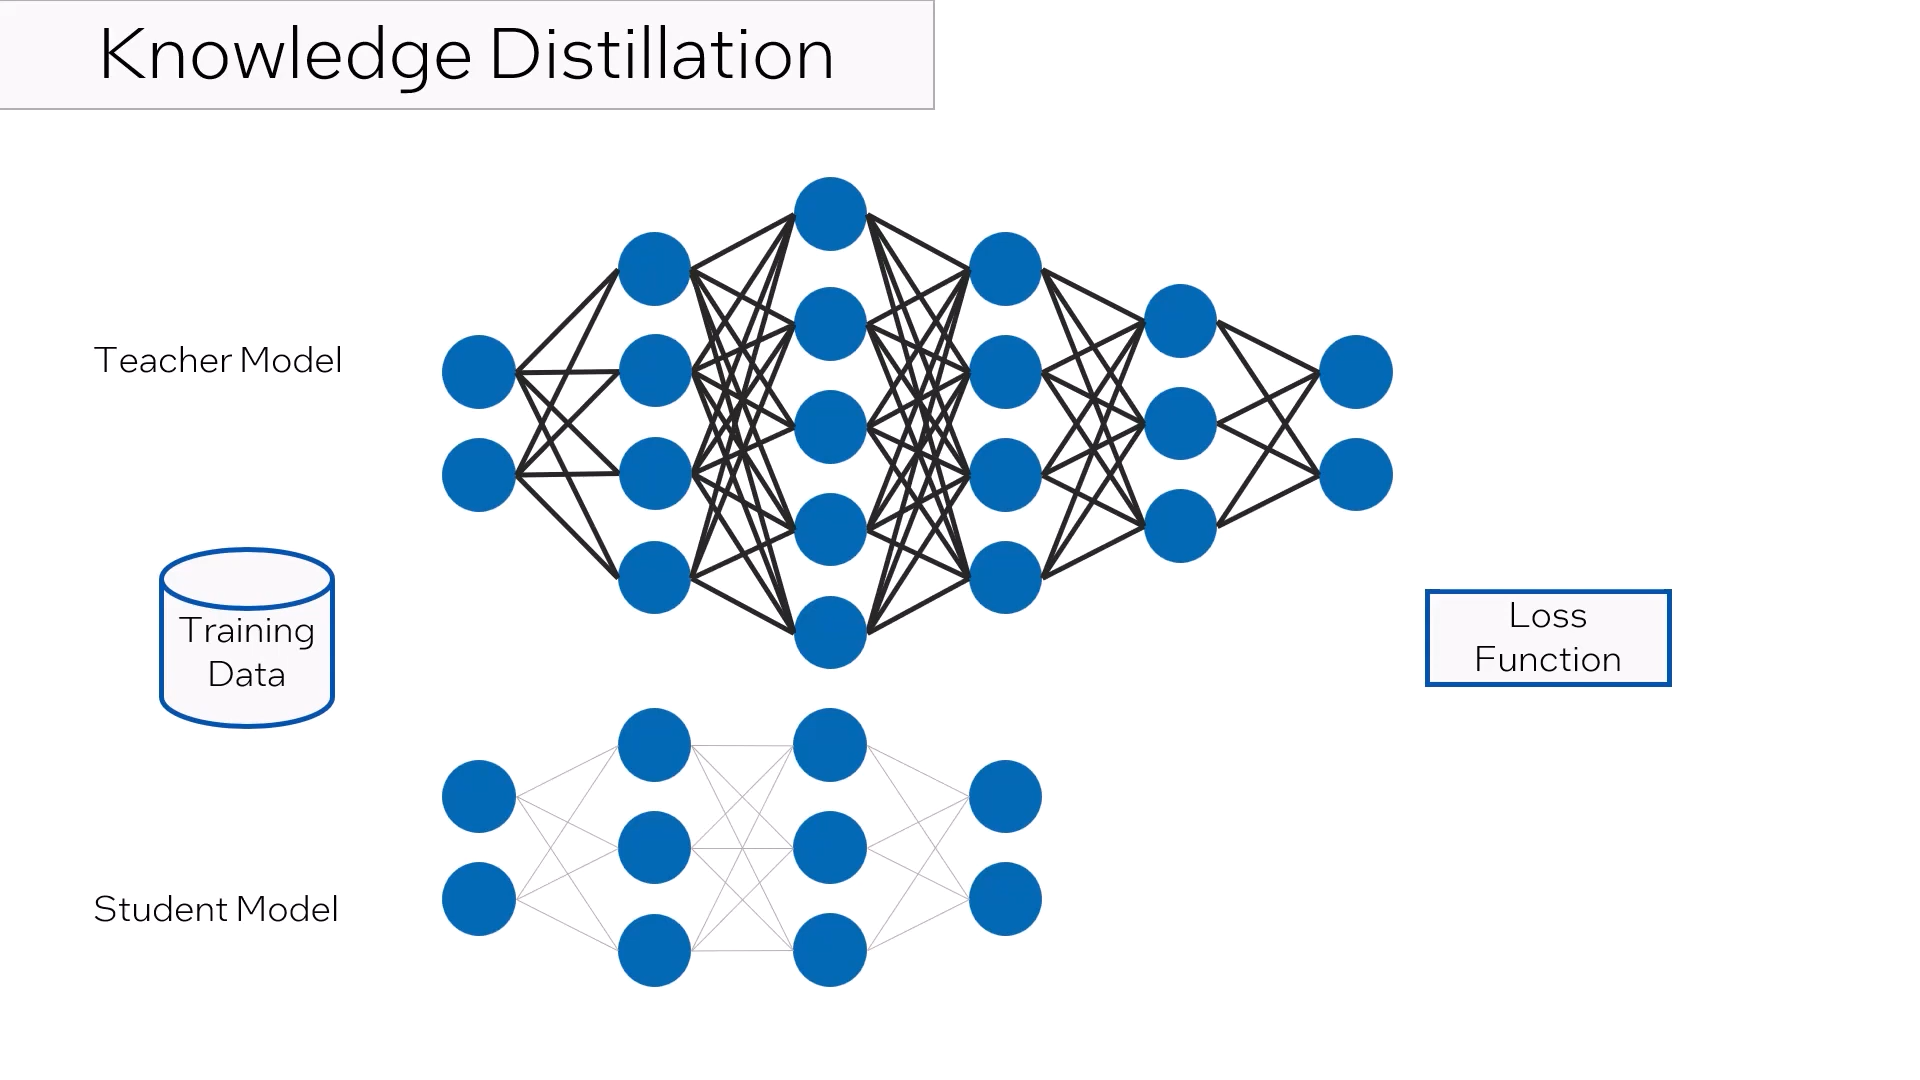 Knowledge Distillation
Teacher Model
Training
Data
Loss
Function
Student Model